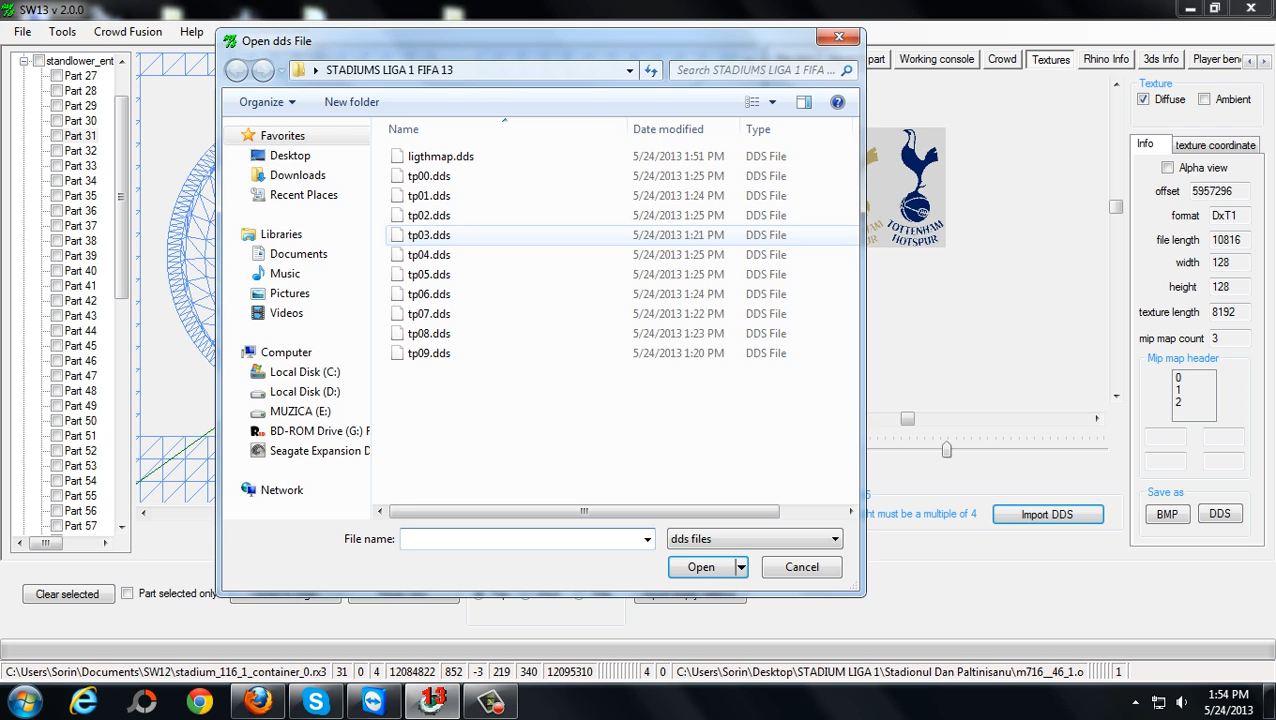 SW13 v 2.0.0
File Tools Crowd Fusion Help
standlower_ent
Part 27
Part 28
Part 29
Part 30
Part 31
Part 32
Part 33
Part 34
Part 35
Part 36
Part 37
Part 38
Part 39
Part 40
Part 41
Part 42
Part 43
Part 44
Part 45
Part 46
Part 47
Part 48
Part 49
Part 50
Part 51
Part 52
Part 53
Part 54
Part 55
Part 56
Part 57
Clear selected
Part selected only
Open dds File
STADIUMS LIGA 1 FIFA 13
Search STADIUMS LIGA 1 FIFA ...
Organize New folder
Favorites
Desktop
Downloads
Recent Places
Libraries
Documents
Music
Pictures
Videos
Computer
Local Disk (C:)
Local Disk (D:)
MUZICA (E:)
BD-ROM Drive (G:) F
Seagate Expansion D
Network
Name Date modified Type
ligthmap.dds 5/24/2013 1:51 PM DDS File
tp00.dds 5/24/2013 1:25 PM DDS File
tp01.dds 5/24/2013 1:24 PM DDS File
tp02.dds 5/24/2013 1:25 PM DDS File
tp03.dds 5/24/2013 1:21 PM DDS File
tp04.dds 5/24/2013 1:25 PM DDS File
tp05.dds 5/24/2013 1:25 PM DDS File
tp06.dds 5/24/2013 1:24 PM DDS File
tp07.dds 5/24/2013 1:22 PM DDS File
tp08.dds 5/24/2013 1:23 PM DDS File
tp09.dds 5/24/2013 1:20 PM DDS File
File name: dds files
Open Cancel
part Working console Crowd Textures Rhino Info 3ds Info Player ben
TOTTENHAM
HOTSPUR
ght must be a multiple of 4
Import DDS
Texture
Diffuse Ambient
Info texture coordinate
Alpha view
offset 5957296
format DxT1
file length 10816
width 128
height 128
texture length 8192
mip map count 3
Mip map header
0
1
2
Save as
BMP DDS
C:\Users\Sorin\Documents\SW12\stadium_116_1_container_0.rx3 31 0 4 12084822 852 -3 219 340 12095310 4 0 C:\Users\Sorin\Desktop\STADIUM LIGA 1\Stadionul Dan Paltinisanu\m716__46_1.o 1
1:54 PM
5/24/2013